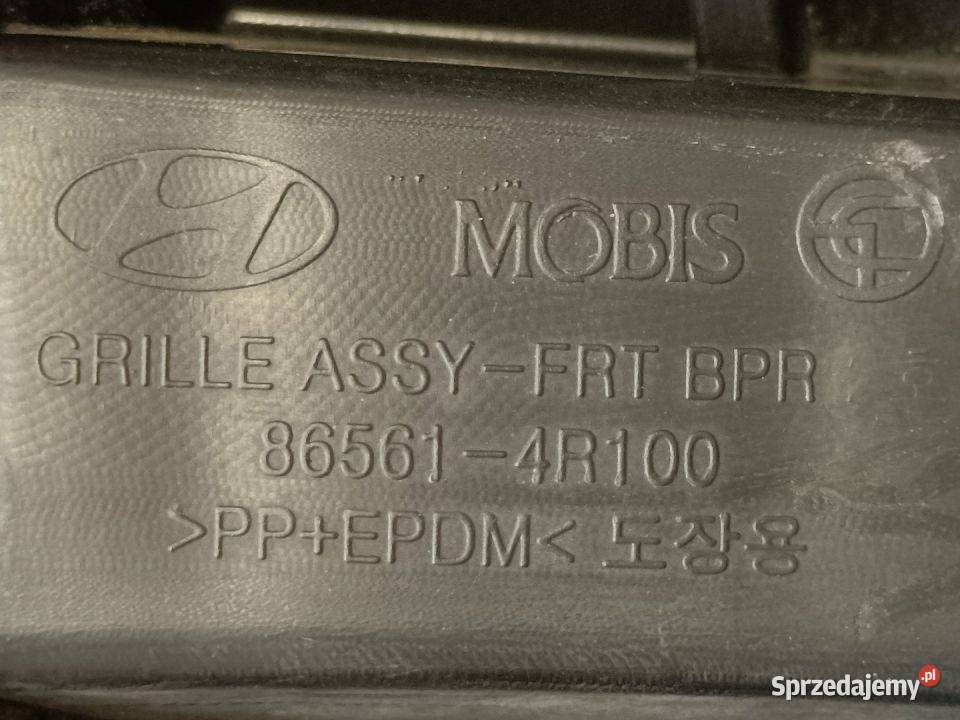 MOBIS
GRILLE ASSY-FRT BPR
86561-4R100
>PP+EPDM< 도장용
Sprzedajemy.pl